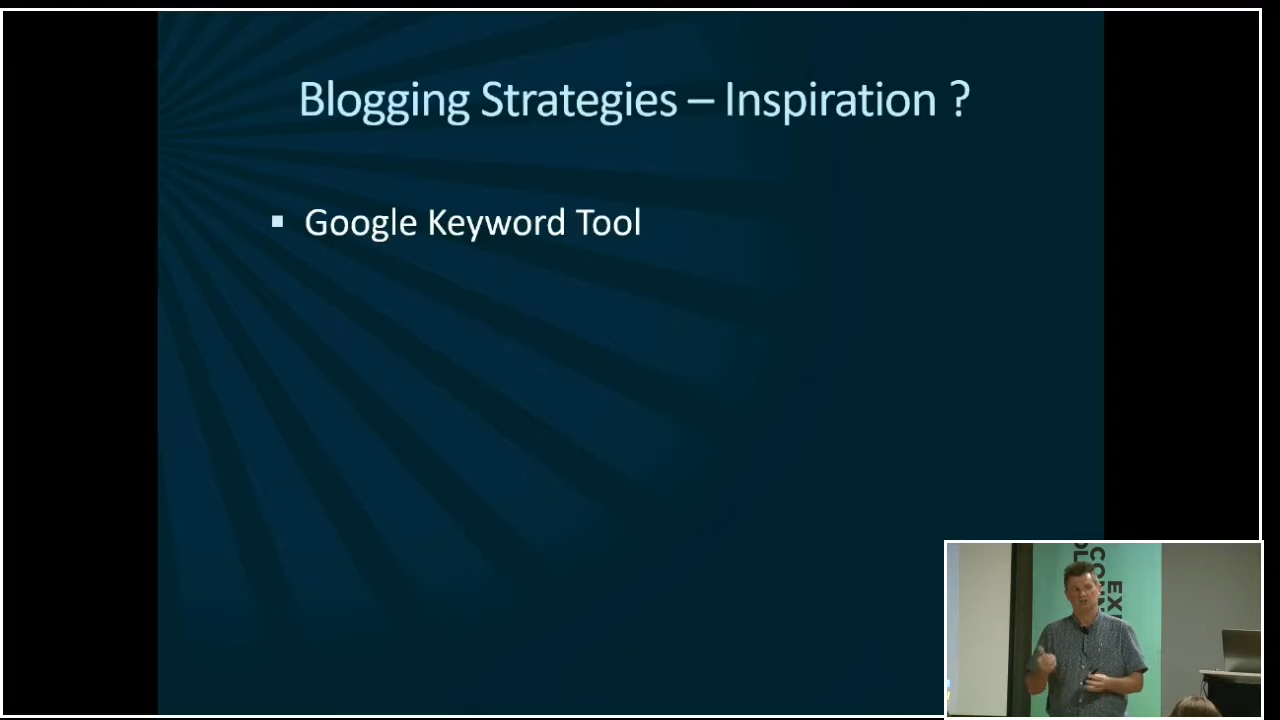 Blogging Strategies – Inspiration ?
▪ Google Keyword Tool